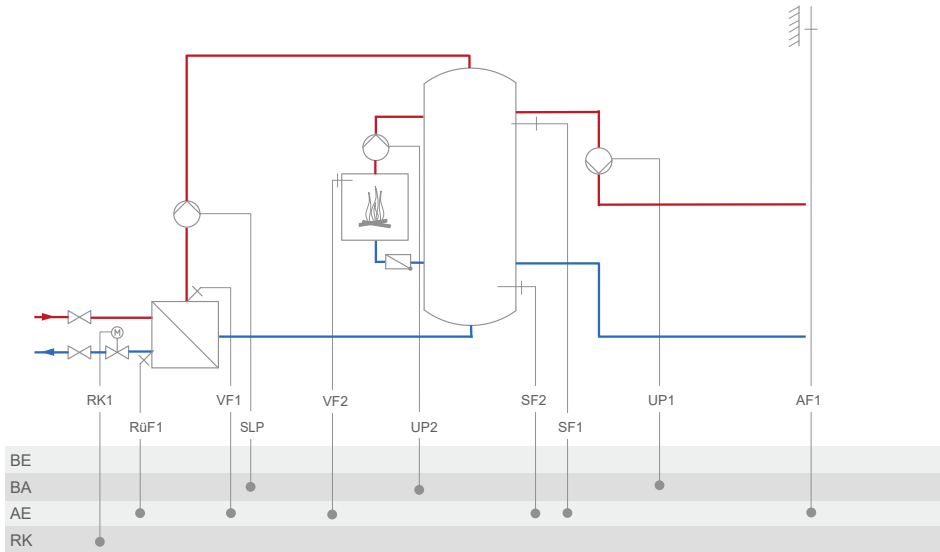 M
RK1 VF1 VF2 SF2 UP1 AF1
RüF1 SLP UP2 SF1
BE
BA
AE
RK